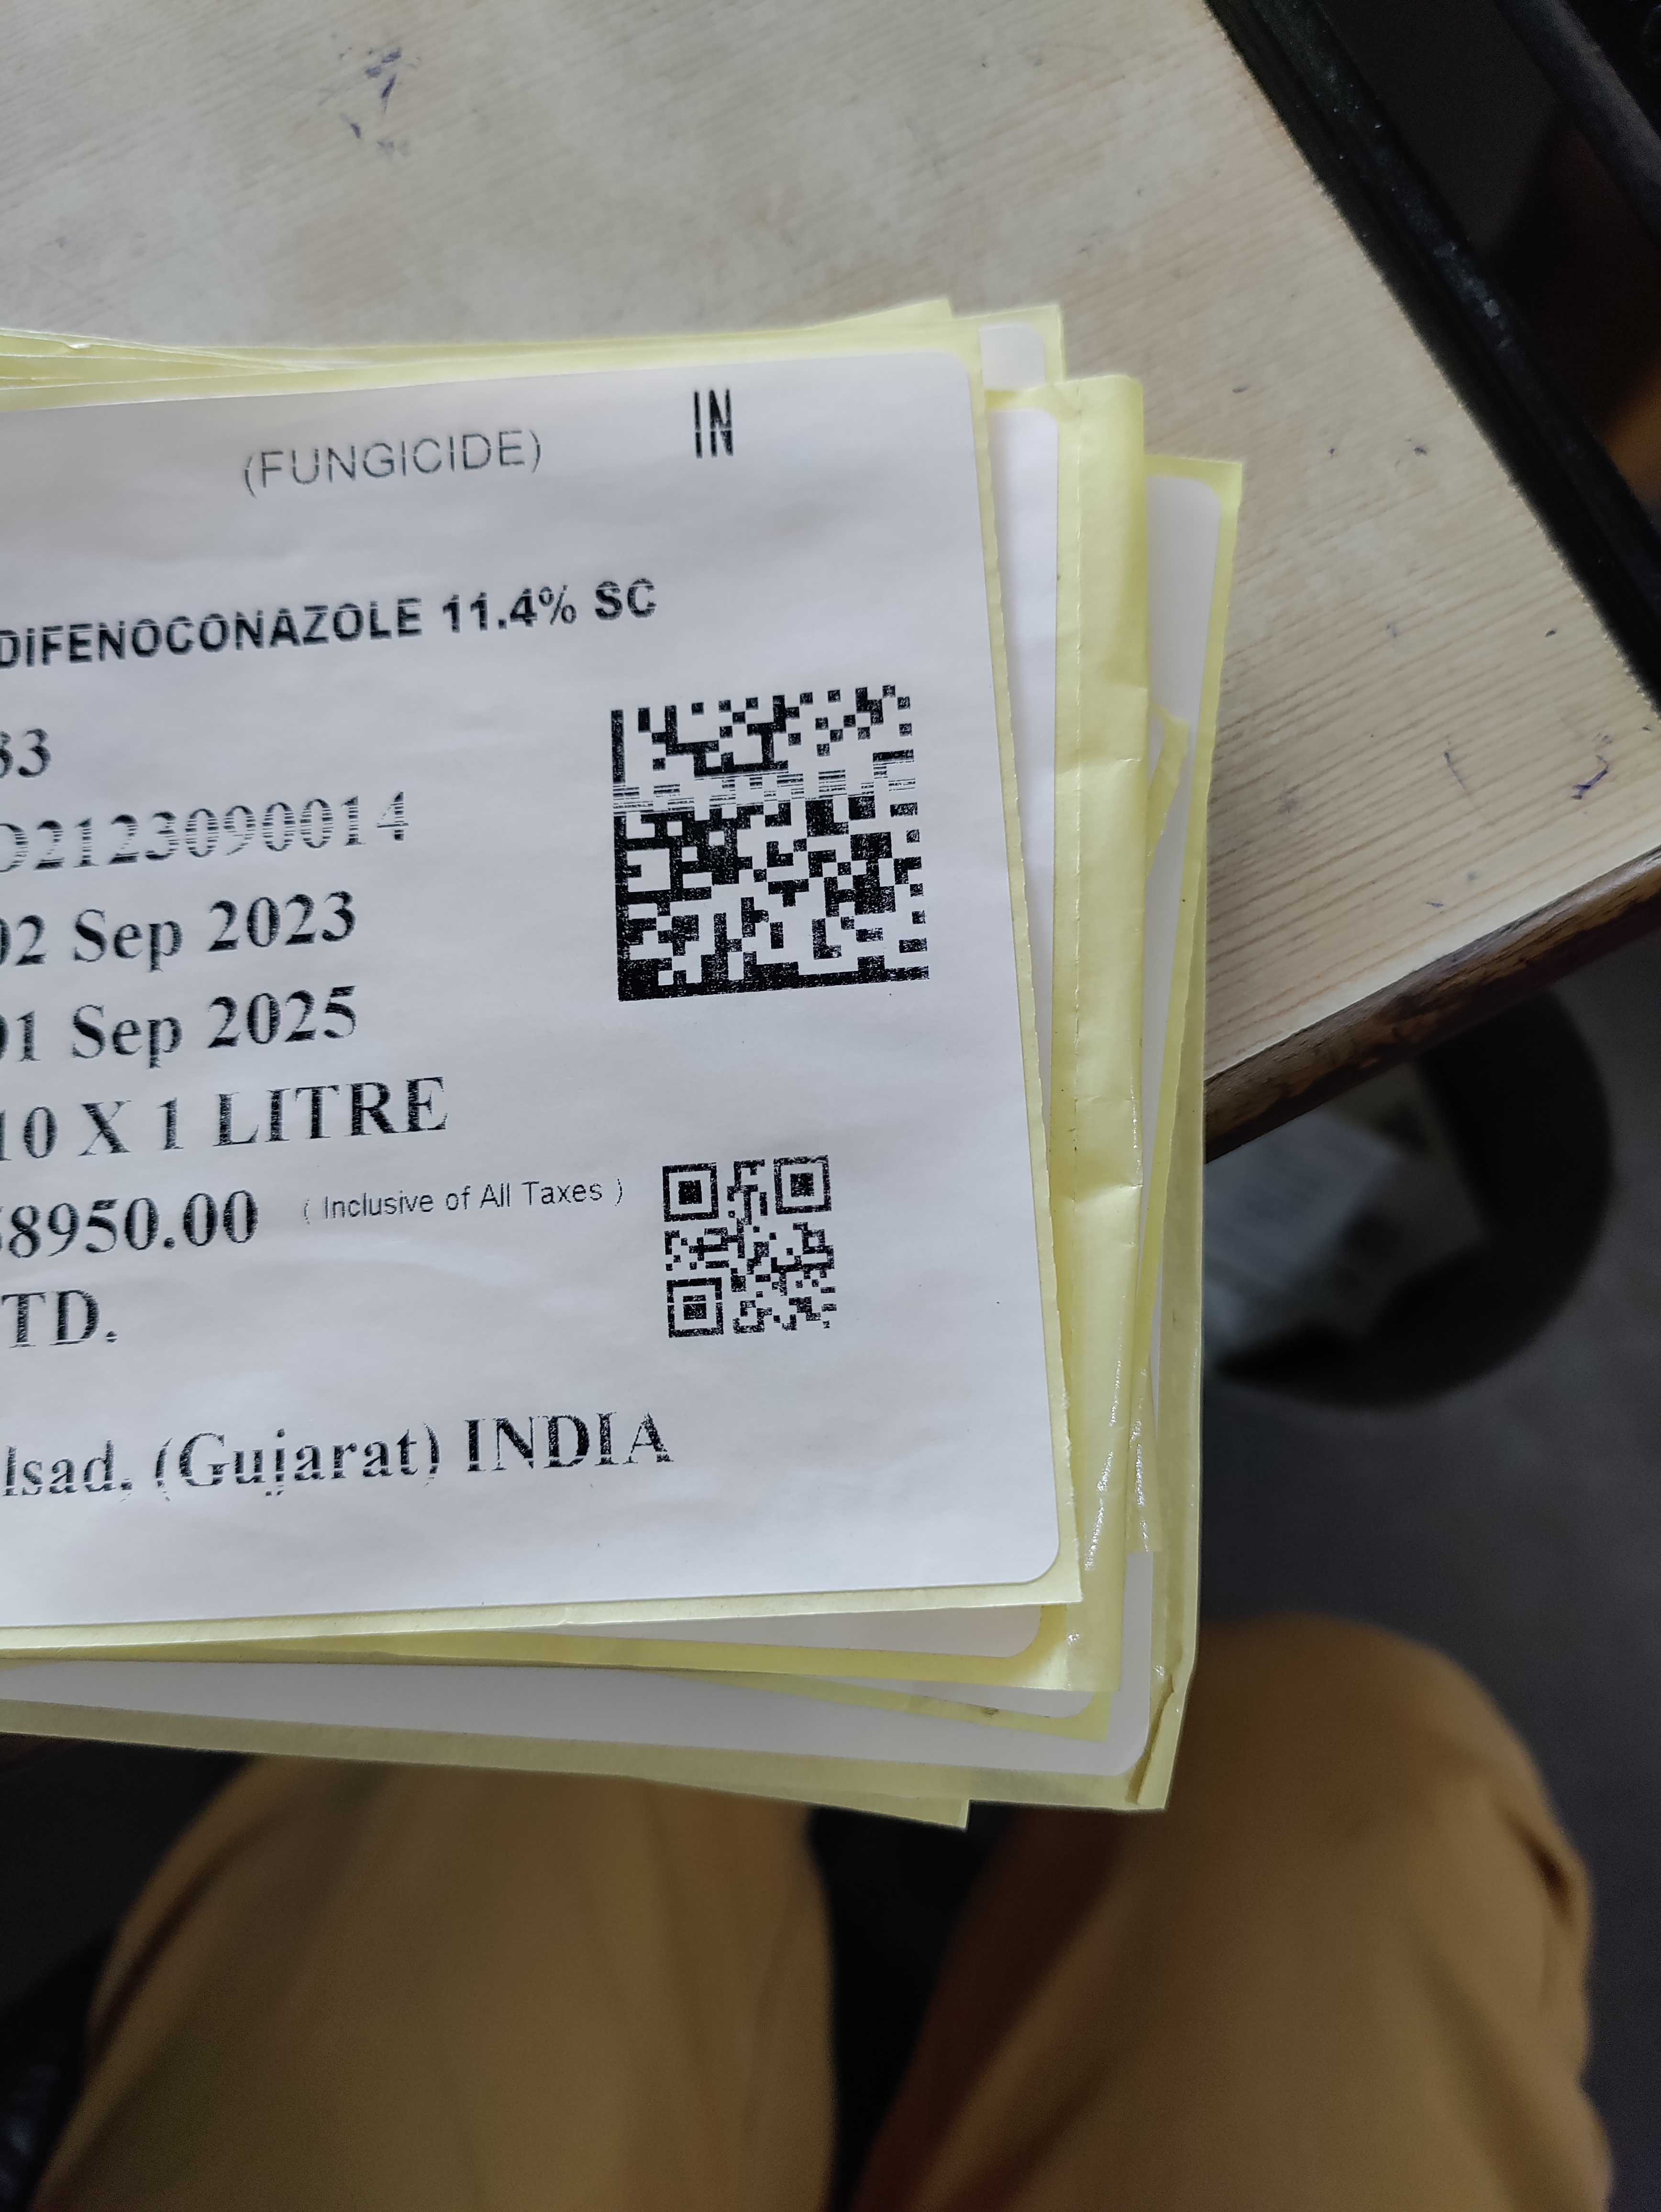 (FUNGICIDE) IN
DIFENOCONAZOLE 11.4% SC
63
D2123090014
02 Sep 2023
01 Sep 2025
10 X 1 LITRE
8950.00 ( Inclusive of All Taxes )
TD.
lsad, (Gujarat) INDIA